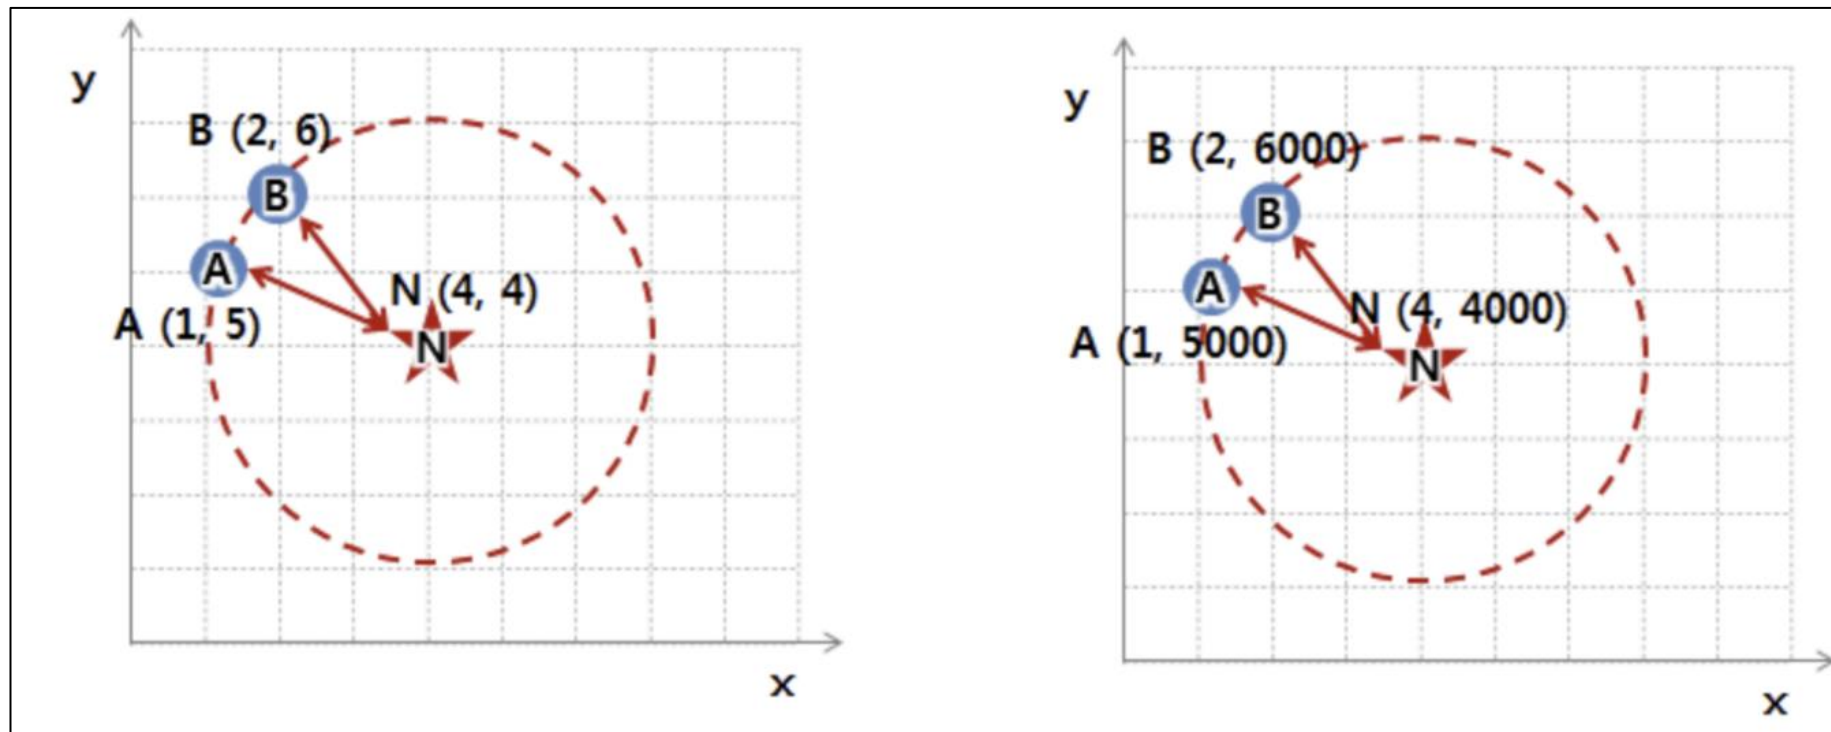 y
B (2, 6)
B
A
N (4, 4)
A (1, 5)
N
x
y
B (2, 6000)
B
A
N (4, 4000)
A (1, 5000)
N
x